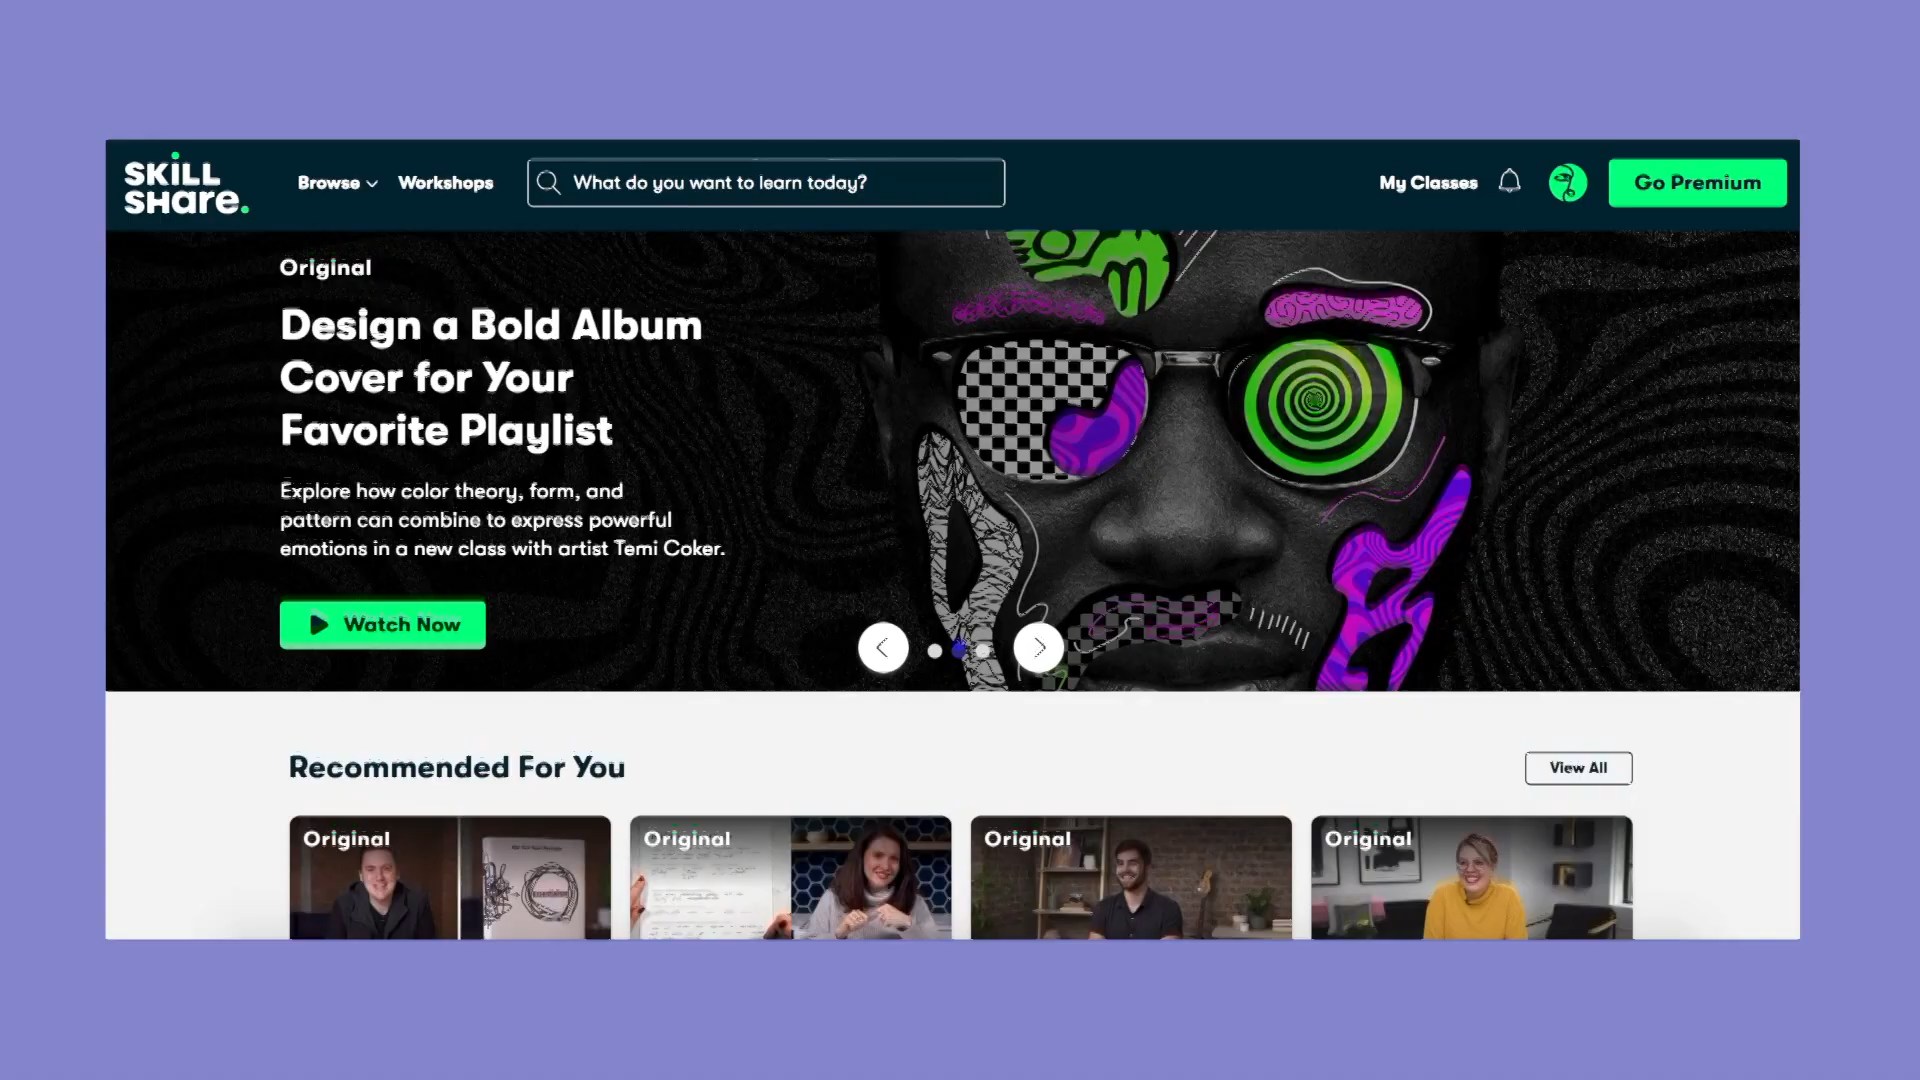 SKILL
SHare.
Browse
Workshops
What do you want to learn today?
My Classes
Go Premium
Original
Design a Bold Album
Cover for Your
Favorite Playlist
Explore how color theory, form, and
pattern can combine to express powerful
emotions in a new class with artist Temi Coker.
Watch Now
Recommended For You
View All
Original
Original
Original
Original